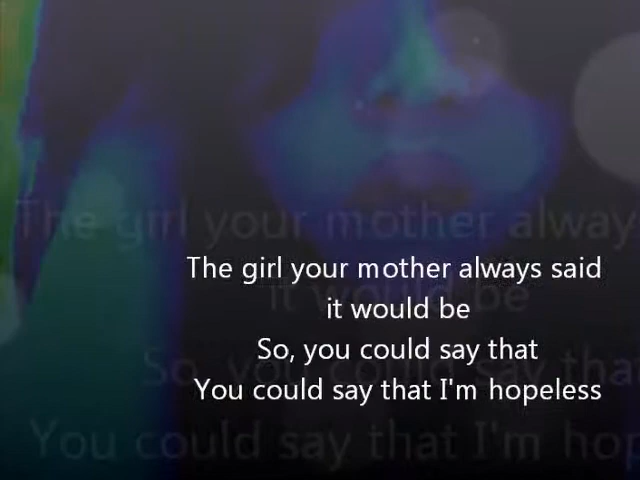 The girl your mother always said
it would be
So, you could say that
You could say that I'm hopeless